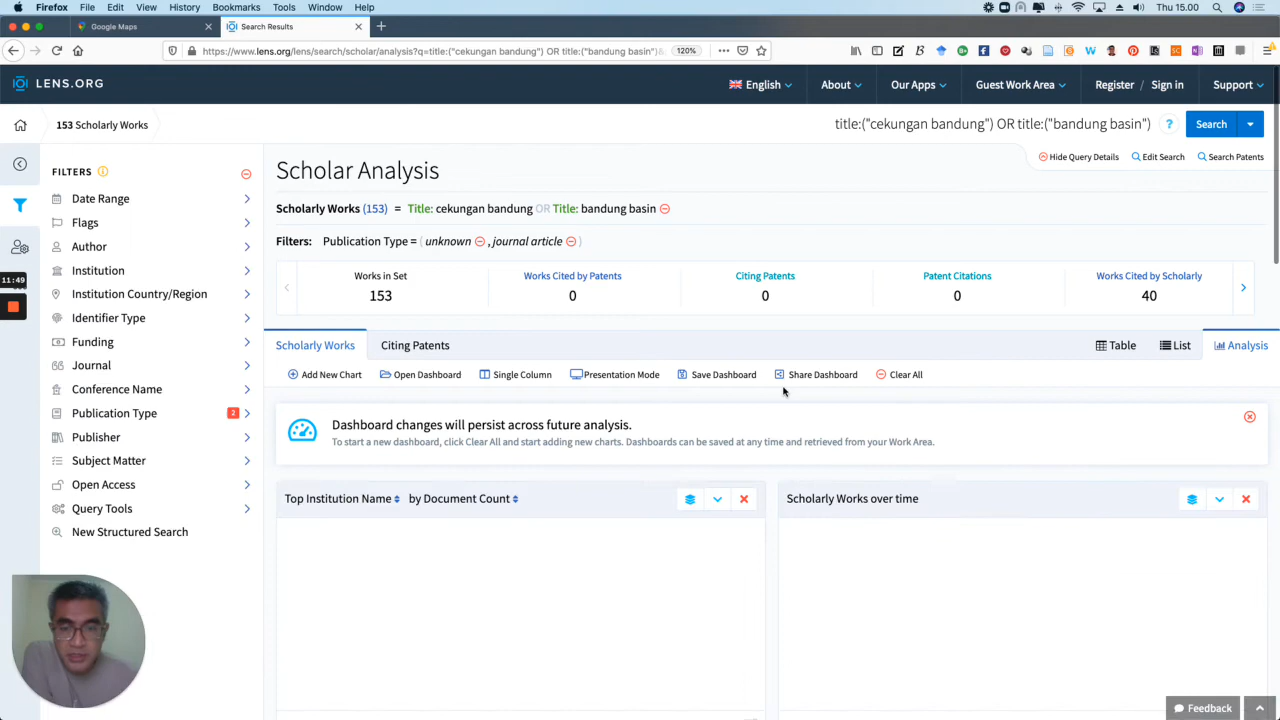 Firefox File Edit View History Bookmarks Tools Scholar Window Help Thu 15.00
Google Maps Search Results
https://www.lens.org/lens/search/scholar/analysis?q=title:("cekungan bandung") OR title:("bandung basin")& 120%
LENS.ORG English About Our Apps Guest Work Area Register / Sign in Support
153 Scholarly Works title:("cekungan bandung") OR title:("bandung basin") ? Search
Hide Query Details Edit Search Search Patents
FILTERS
Date Range
Flags
Author
Institution
Institution Country/Region
Identifier Type
Funding
Journal
Conference Name
Publication Type 2
Publisher
Subject Matter
Open Access
Query Tools
New Structured Search
11:49
Scholar Analysis
Scholarly Works (153) = Title: cekungan bandung OR Title: bandung basin
Filters: Publication Type = ( unknown , journal article )
Works in Set Works Cited by Patents Citing Patents Patent Citations Works Cited by Scholarly
153 0 0 0 40
Scholarly Works Citing Patents Table List Analysis
Add New Chart Open Dashboard Single Column Presentation Mode Save Dashboard Share Dashboard Clear All
Dashboard changes will persist across future analysis.
To start a new dashboard, click Clear All and start adding new charts. Dashboards can be saved at any time and retrieved from your Work Area.
Top Institution Name by Document Count Scholarly Works over time
Feedback